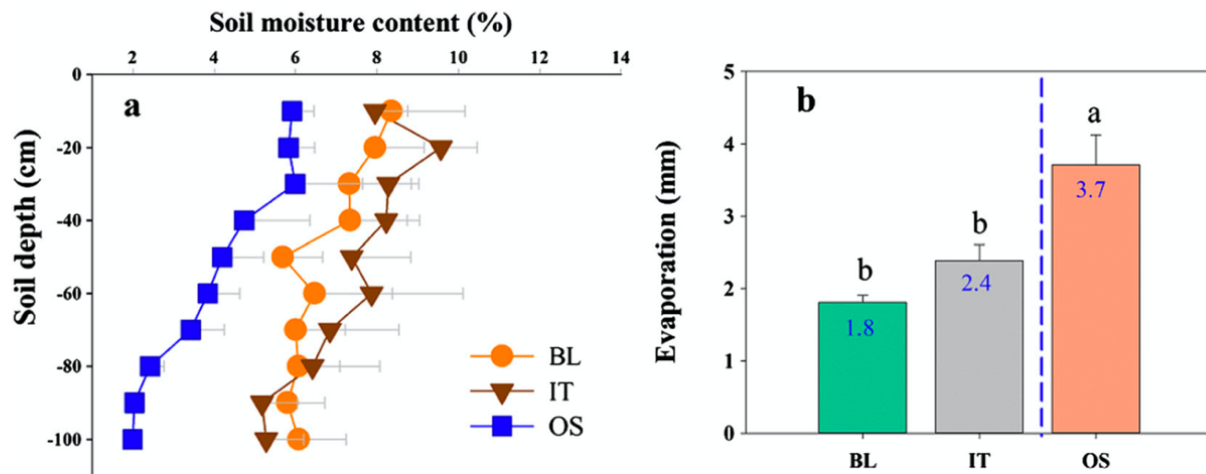 Soil moisture content (%)
2 4 6 8 10 12 14
a
Soil depth (cm)
0
-20
-40
-60
-80
-100
BL
IT
OS
b
Evaporation (mm)
5
4
3
2
1
0
b
b
a
1.8
2.4
3.7
BL IT OS